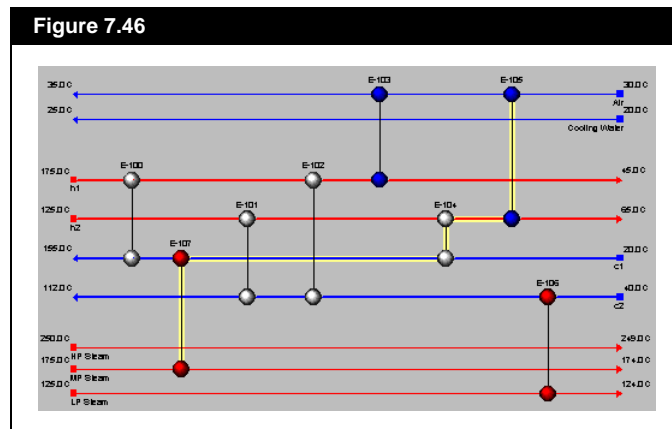 Figure 7.46
E-103 E-105
35.0 C 30.0 C
Air
25.0 C 20.0 C
Cooling Water
E-100 E-102
175.0 C 45.0 C
h1
E-101 E-104
125.0 C 65.0 C
h2
E-107
155.0 C 20.0 C
c1
E-106
112.0 C 40.0 C
c2
250.0 C 249.0 C
HP Steam
175.0 C 174.0 C
MP Steam
125.0 C 124.0 C
LP Steam